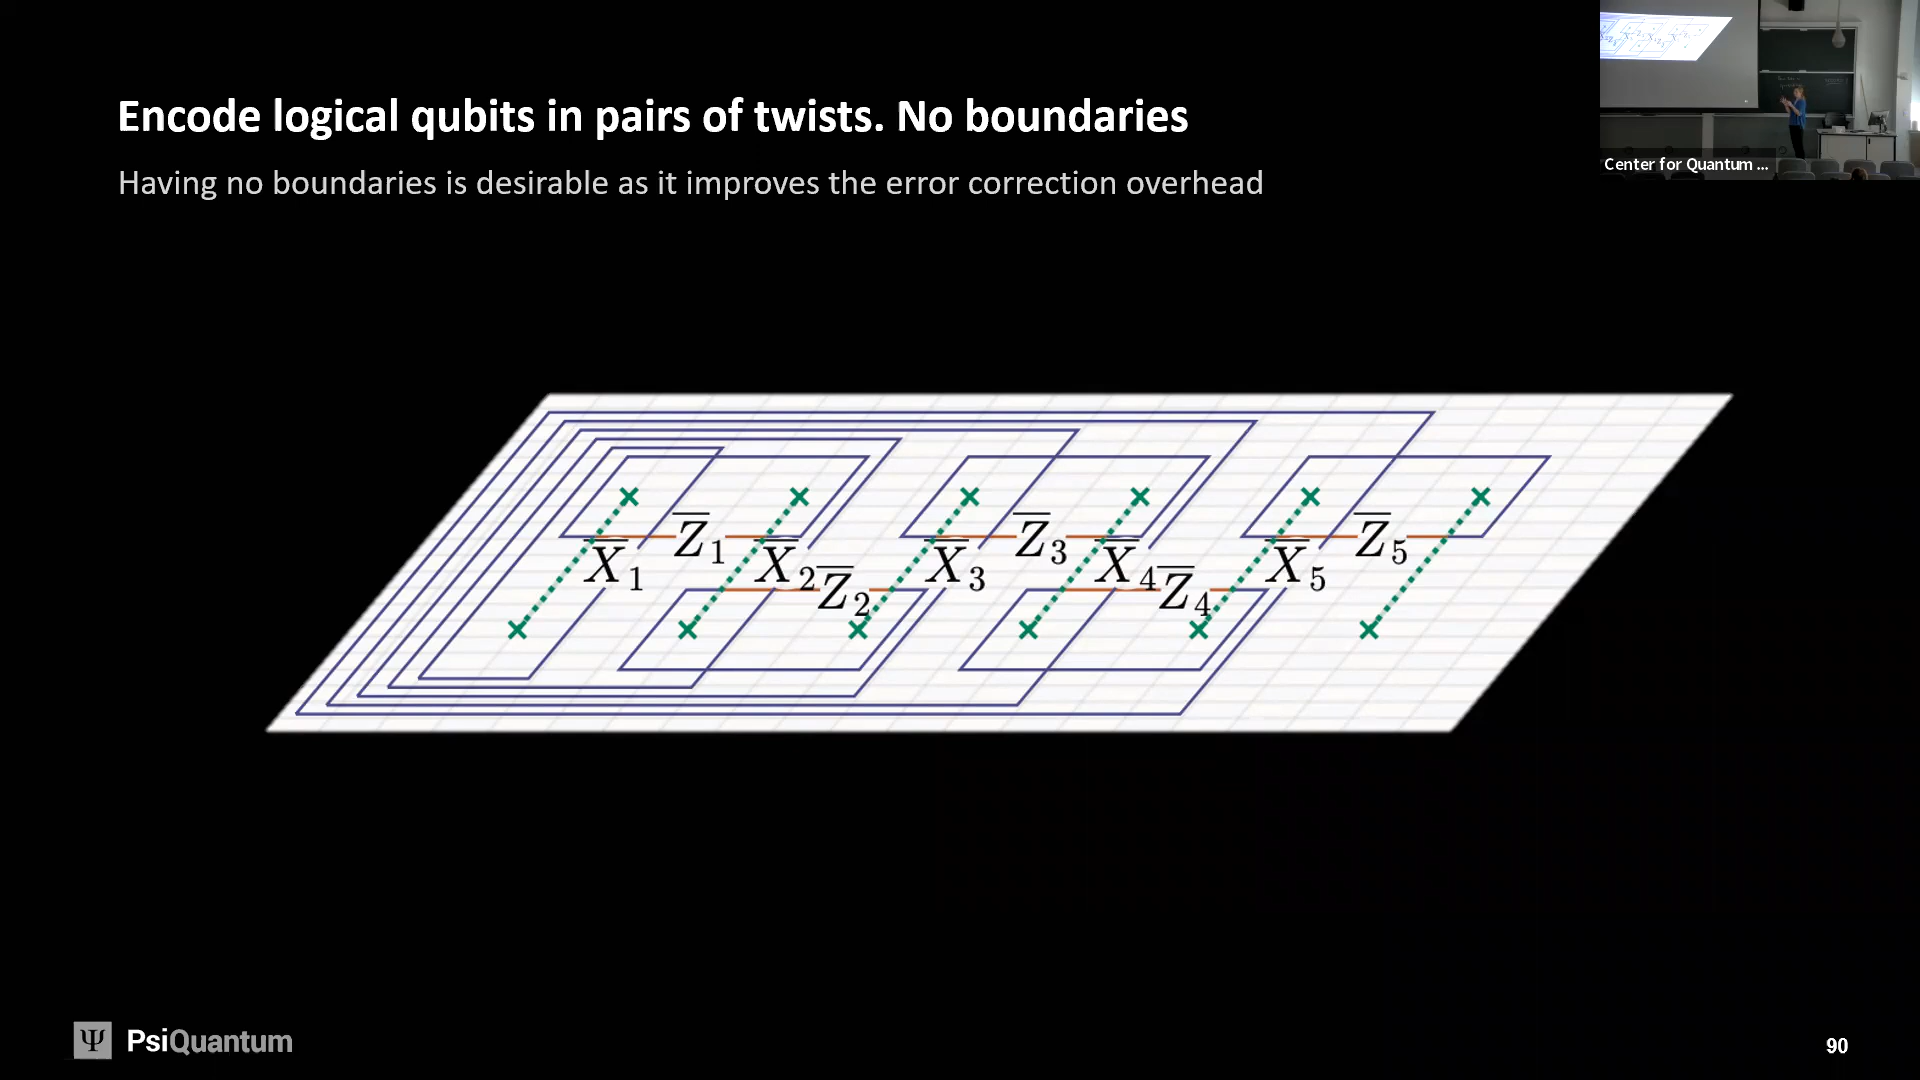 Encode logical qubits in pairs of twists. No boundaries
Having no boundaries is desirable as it improves the error correction overhead
Center for Quantum ...
Z̅₁ Z̅₃ Z̅₅
X̅₁ X̅₂ X̅₃ X̅₄ X̅₅
Z̅₂ Z̅₄
Ψ PsiQuantum
90